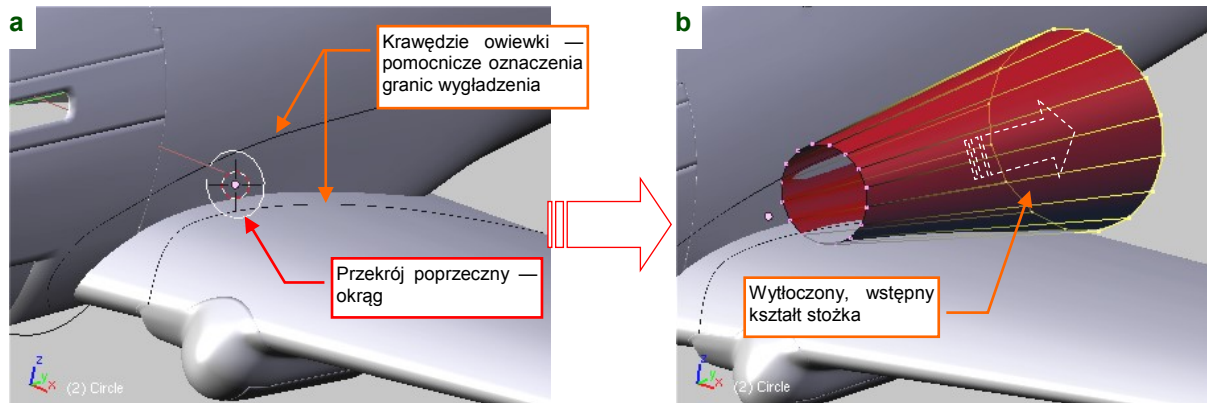 a
Krawędzie owiewki —
pomocnicze oznaczenia
granic wygładzenia
Przekrój poprzeczny —
okrąg
z
y
x
(2) Circle
b
Wytłoczony, wstępny
kształt stożka
z
y
x
(2) Circle